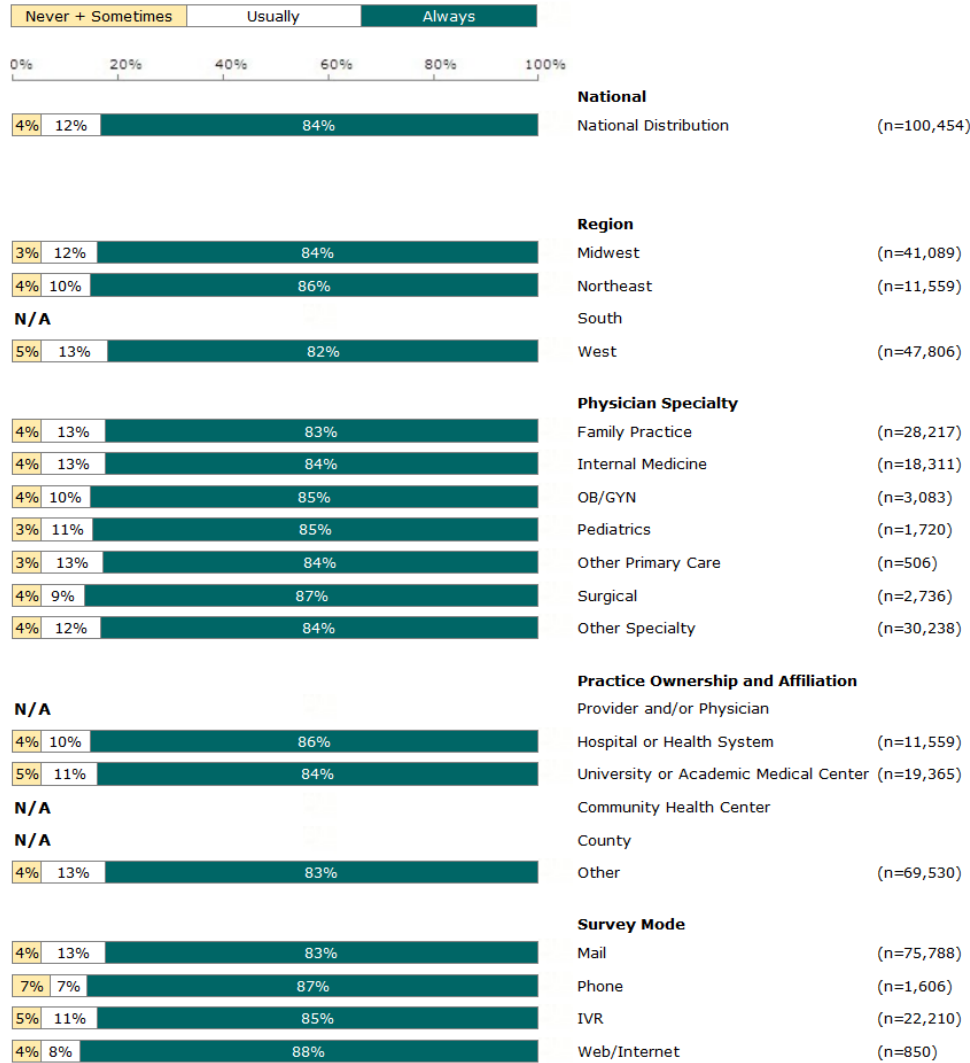 Never + Sometimes Usually Always
0% 20% 40% 60% 80% 100%
National
4% 12% 84% National Distribution (n=100,454)
Region
3% 12% 84% Midwest (n=41,089)
4% 10% 86% Northeast (n=11,559)
N/A South
5% 13% 82% West (n=47,806)
Physician Specialty
4% 13% 83% Family Practice (n=28,217)
4% 13% 84% Internal Medicine (n=18,311)
4% 10% 85% OB/GYN (n=3,083)
3% 11% 85% Pediatrics (n=1,720)
3% 13% 84% Other Primary Care (n=506)
4% 9% 87% Surgical (n=2,736)
4% 12% 84% Other Specialty (n=30,238)
Practice Ownership and Affiliation
N/A Provider and/or Physician
4% 10% 86% Hospital or Health System (n=11,559)
5% 11% 84% University or Academic Medical Center (n=19,365)
N/A Community Health Center
N/A County
4% 13% 83% Other (n=69,530)
Survey Mode
4% 13% 83% Mail (n=75,788)
7% 7% 87% Phone (n=1,606)
5% 11% 85% IVR (n=22,210)
4% 8% 88% Web/Internet (n=850)